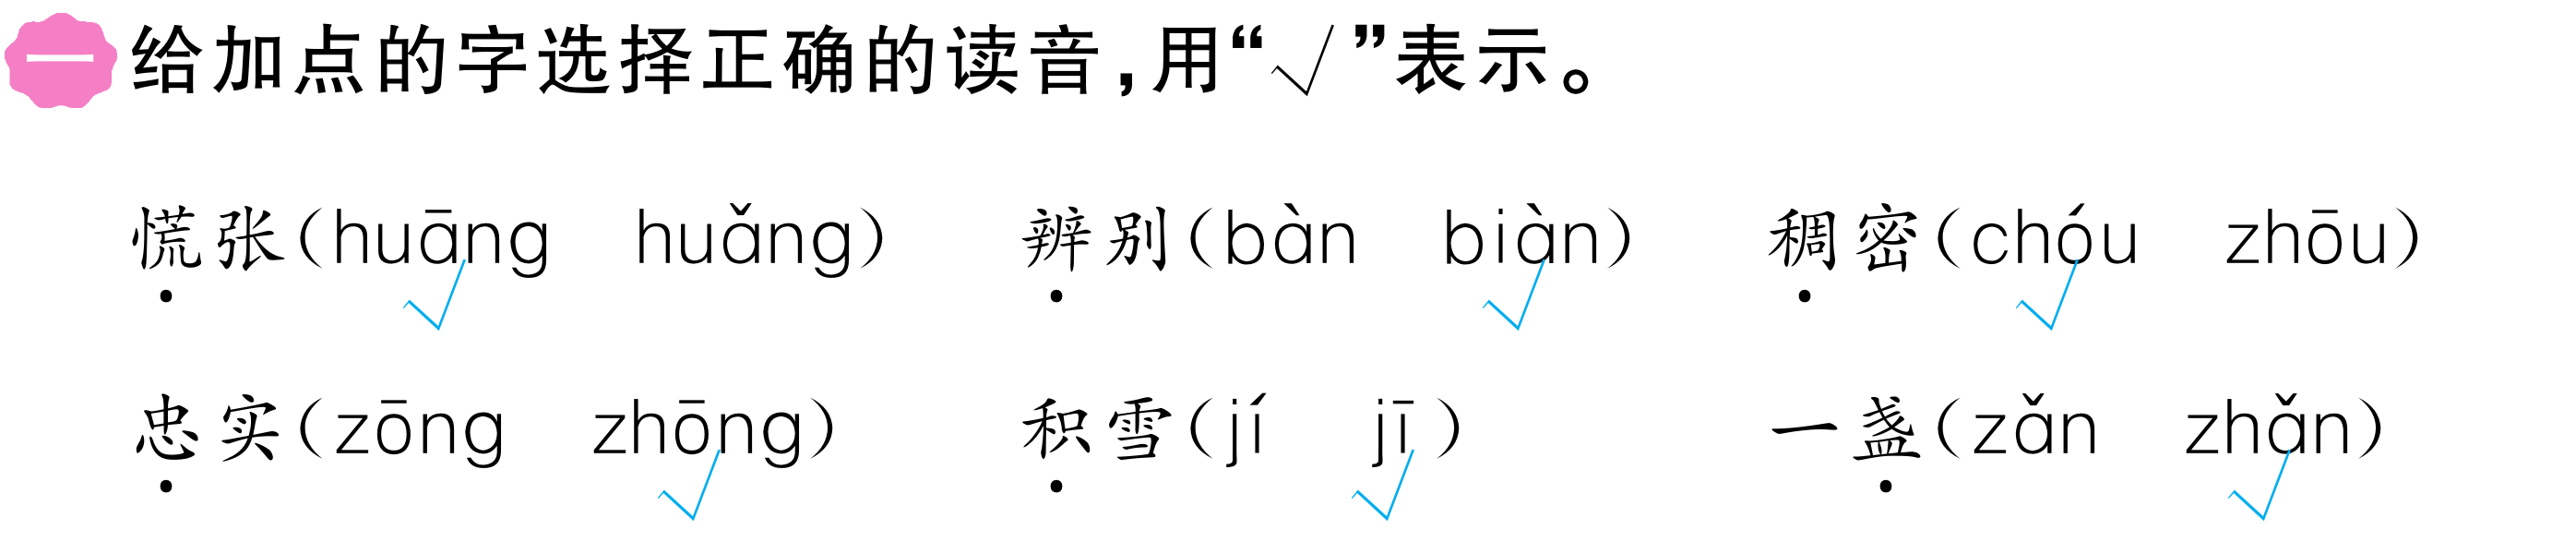 一 给加点的字选择正确的读音,用“√”表示。
慌张(huāng huǎng) 辨别(bàn biàn) 稠密(chóu zhōu)
忠实(zōng zhōng) 积雪(jí jī) 一盏(zǎn zhǎn)